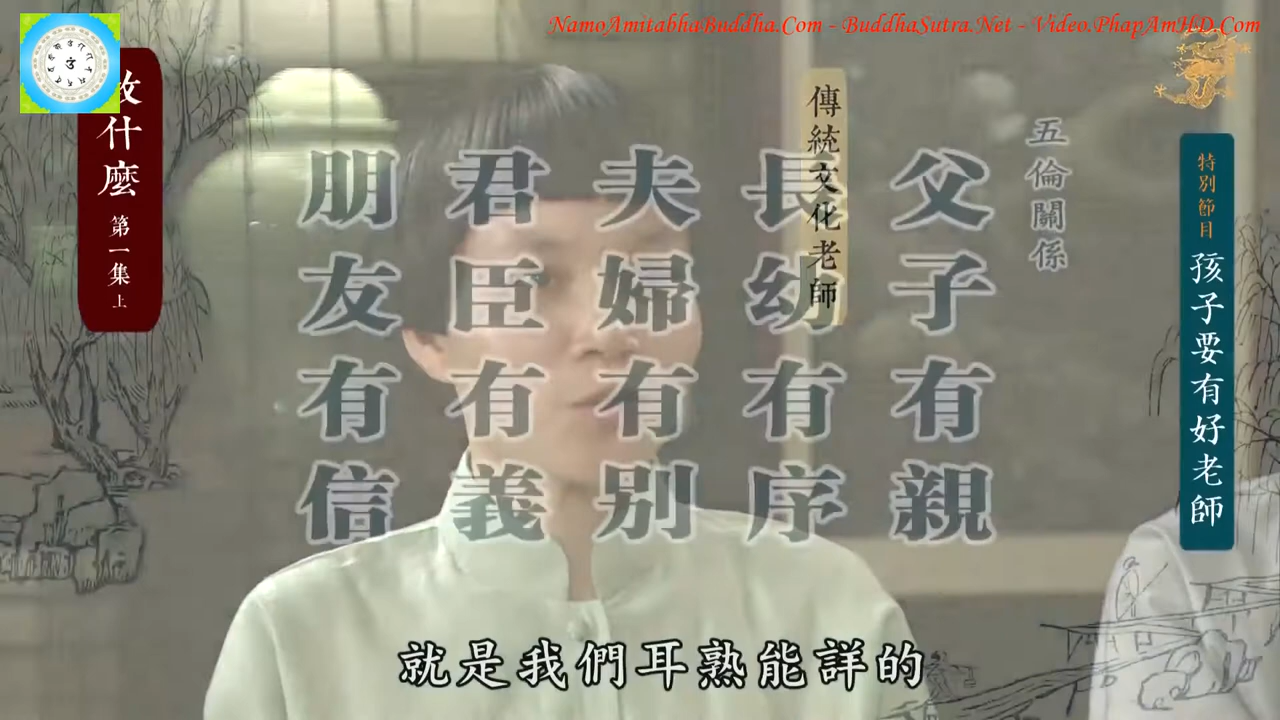 NamoAmitabhaBuddha.Com - BuddhaSutra.Net - Video.PhapAmHD.Com
特別節目 孩子要有好老師
五倫關係
父子有親
長幼有序
夫婦有別
君臣有義
朋友有信
傳統文化老師
什麼 第一集 上
就是我們耳熟能詳的